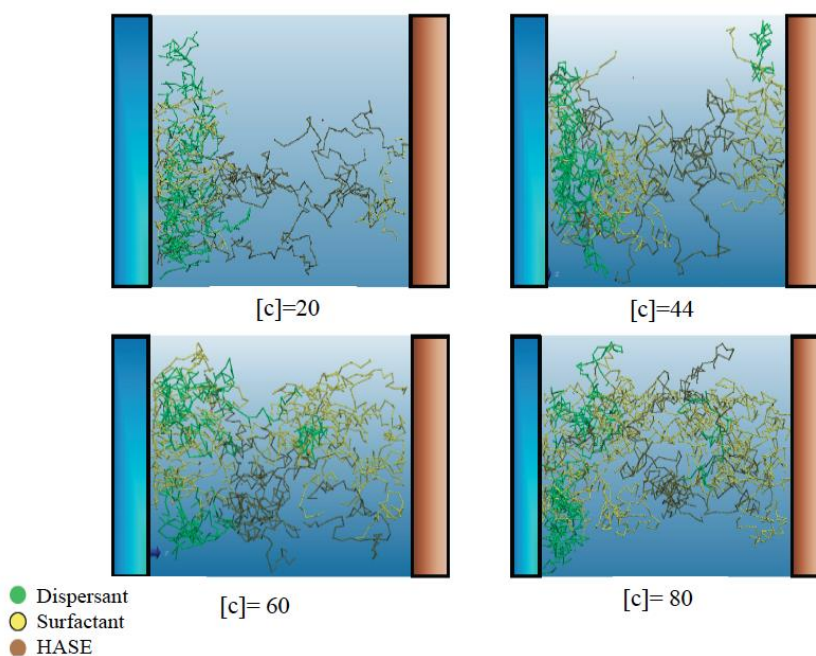 [c]=20
[c]=44
[c]= 60
[c]= 80
Dispersant
Surfactant
HASE